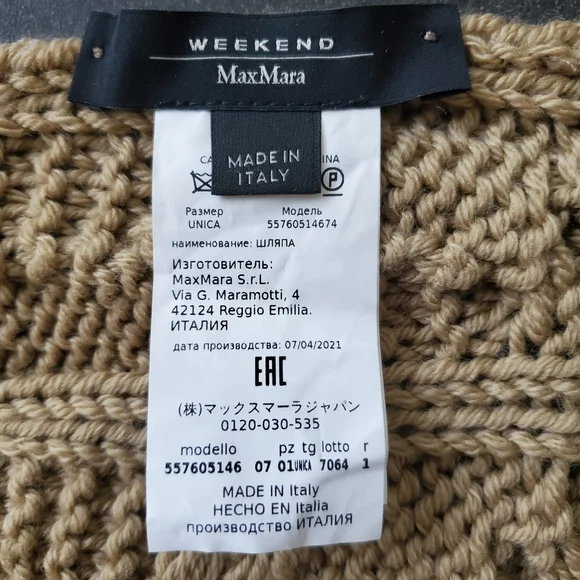 WEEKEND
MaxMara
MADE IN
ITALY
Размер Модель
UNICA 55760514674
наименование: ШЛЯПА
Изготовитель:
MaxMara S.r.L.
Via G. Maramotti, 4
42124 Reggio Emilia.
ИТАЛИЯ
дата производства: 07/04/2021
EAC
(株)マックスマーラジャパン
0120-030-535
modello pz tg lotto r
557605146 07 01 UNKA 7064 1
MADE IN Italy
HECHO EN Italia
производство ИТАЛИЯ